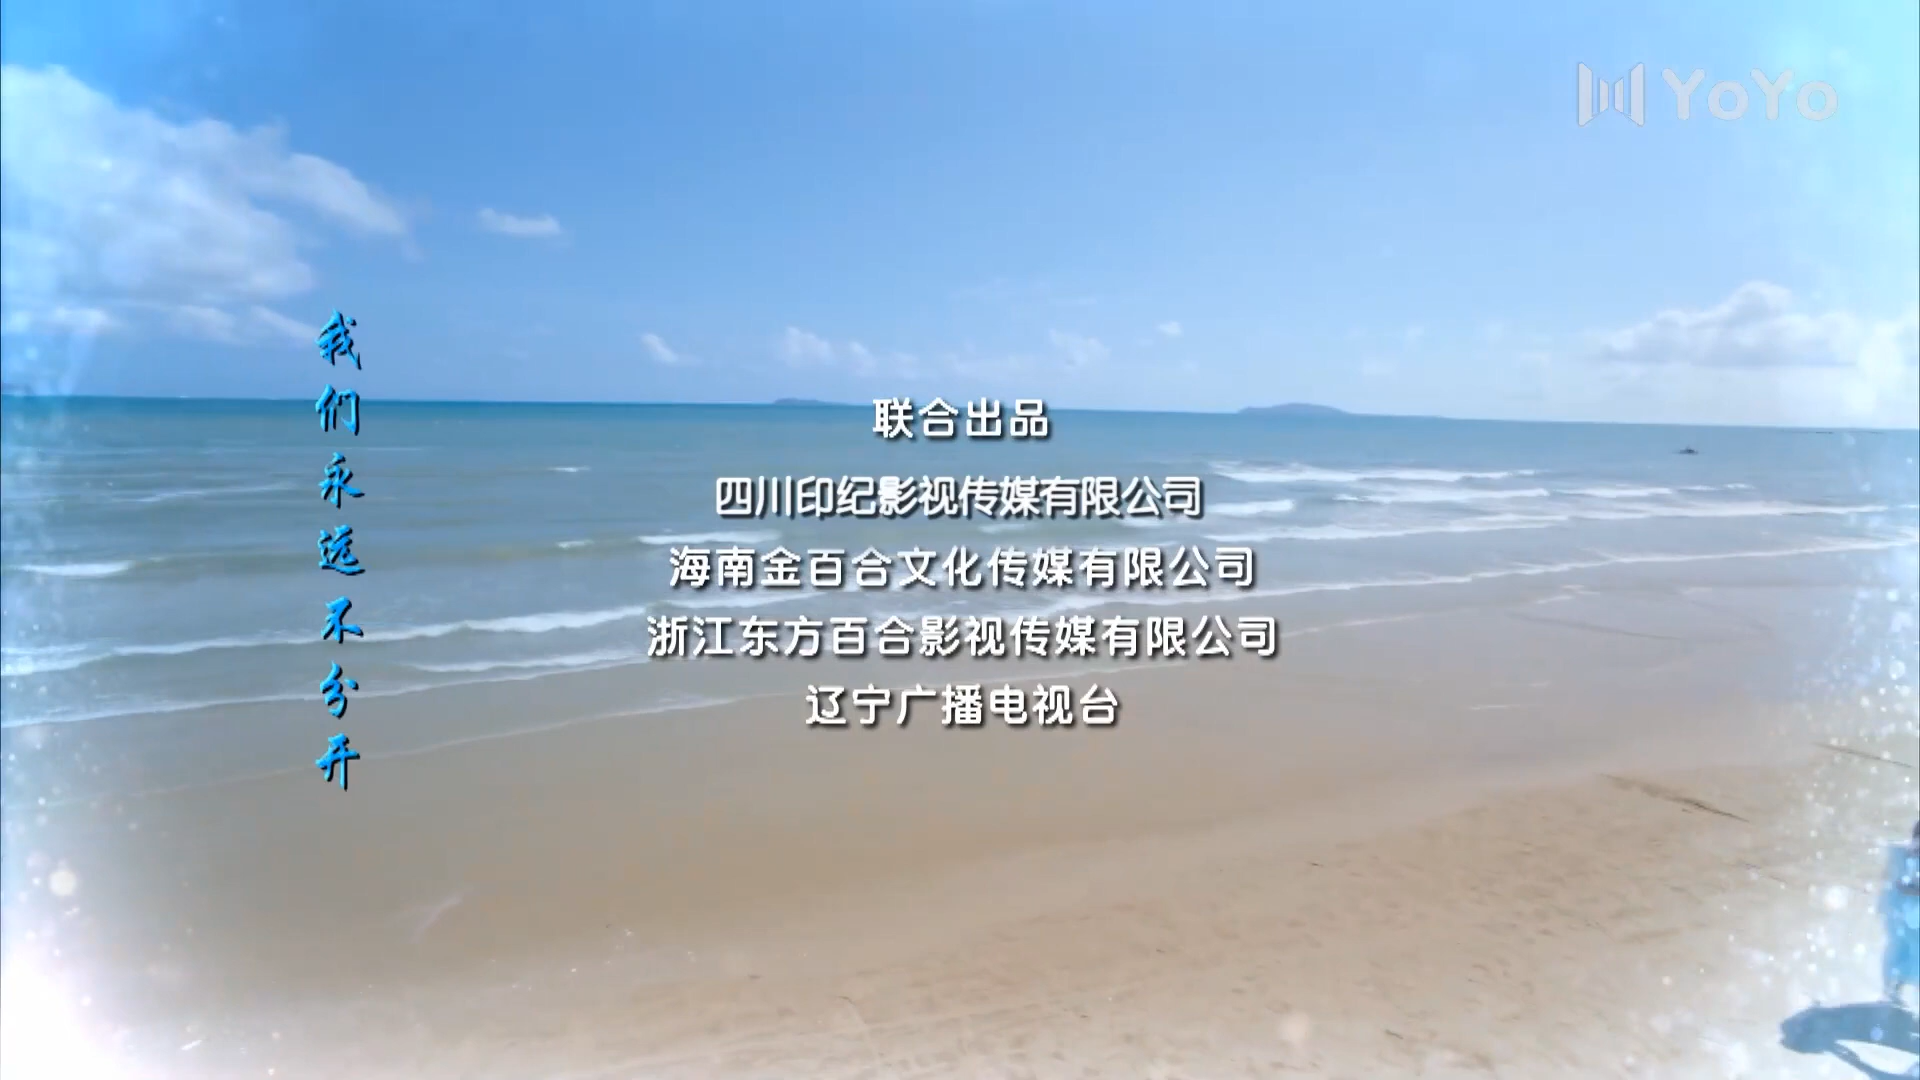 YoYo
我们永远不分开
联合出品
四川印纪影视传媒有限公司
海南金百合文化传媒有限公司
浙江东方百合影视传媒有限公司
辽宁广播电视台